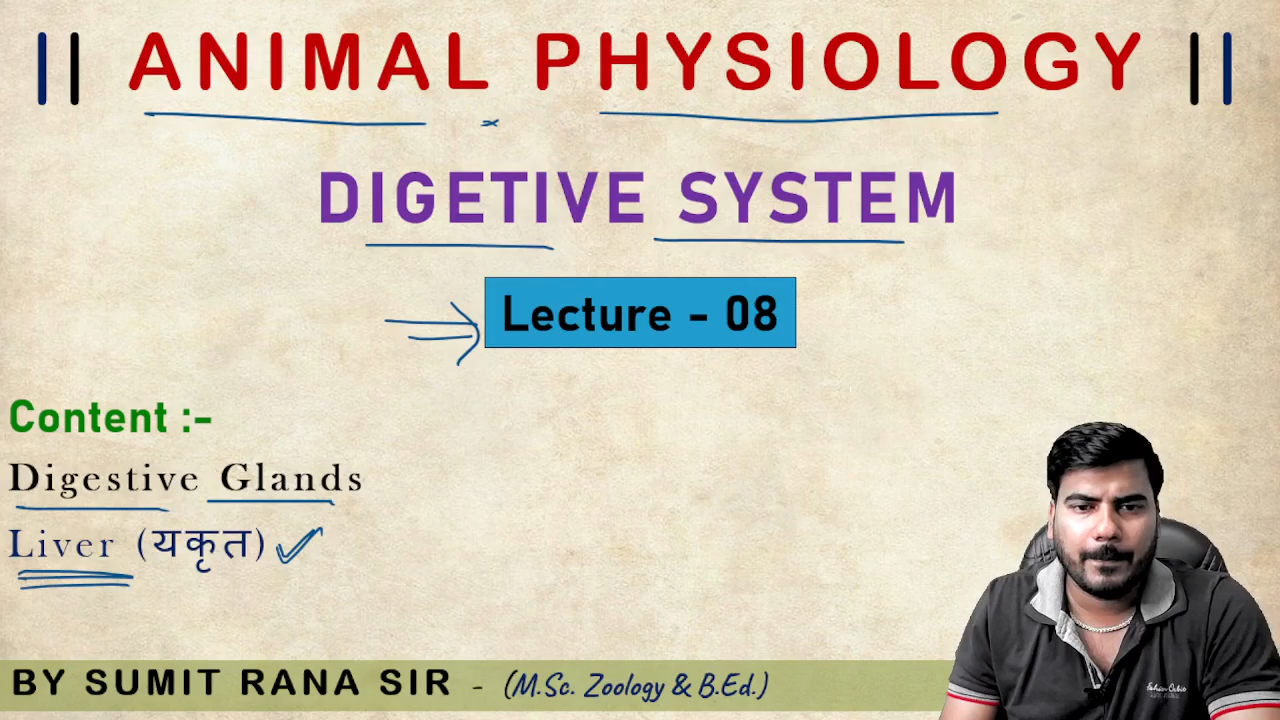 || ANIMAL PHYSIOLOGY ||
DIGETIVE SYSTEM
Lecture - 08
Content :-
Digestive Glands
Liver (यकृत)
BY SUMIT RANA SIR - (M.Sc. Zoology & B.Ed.)